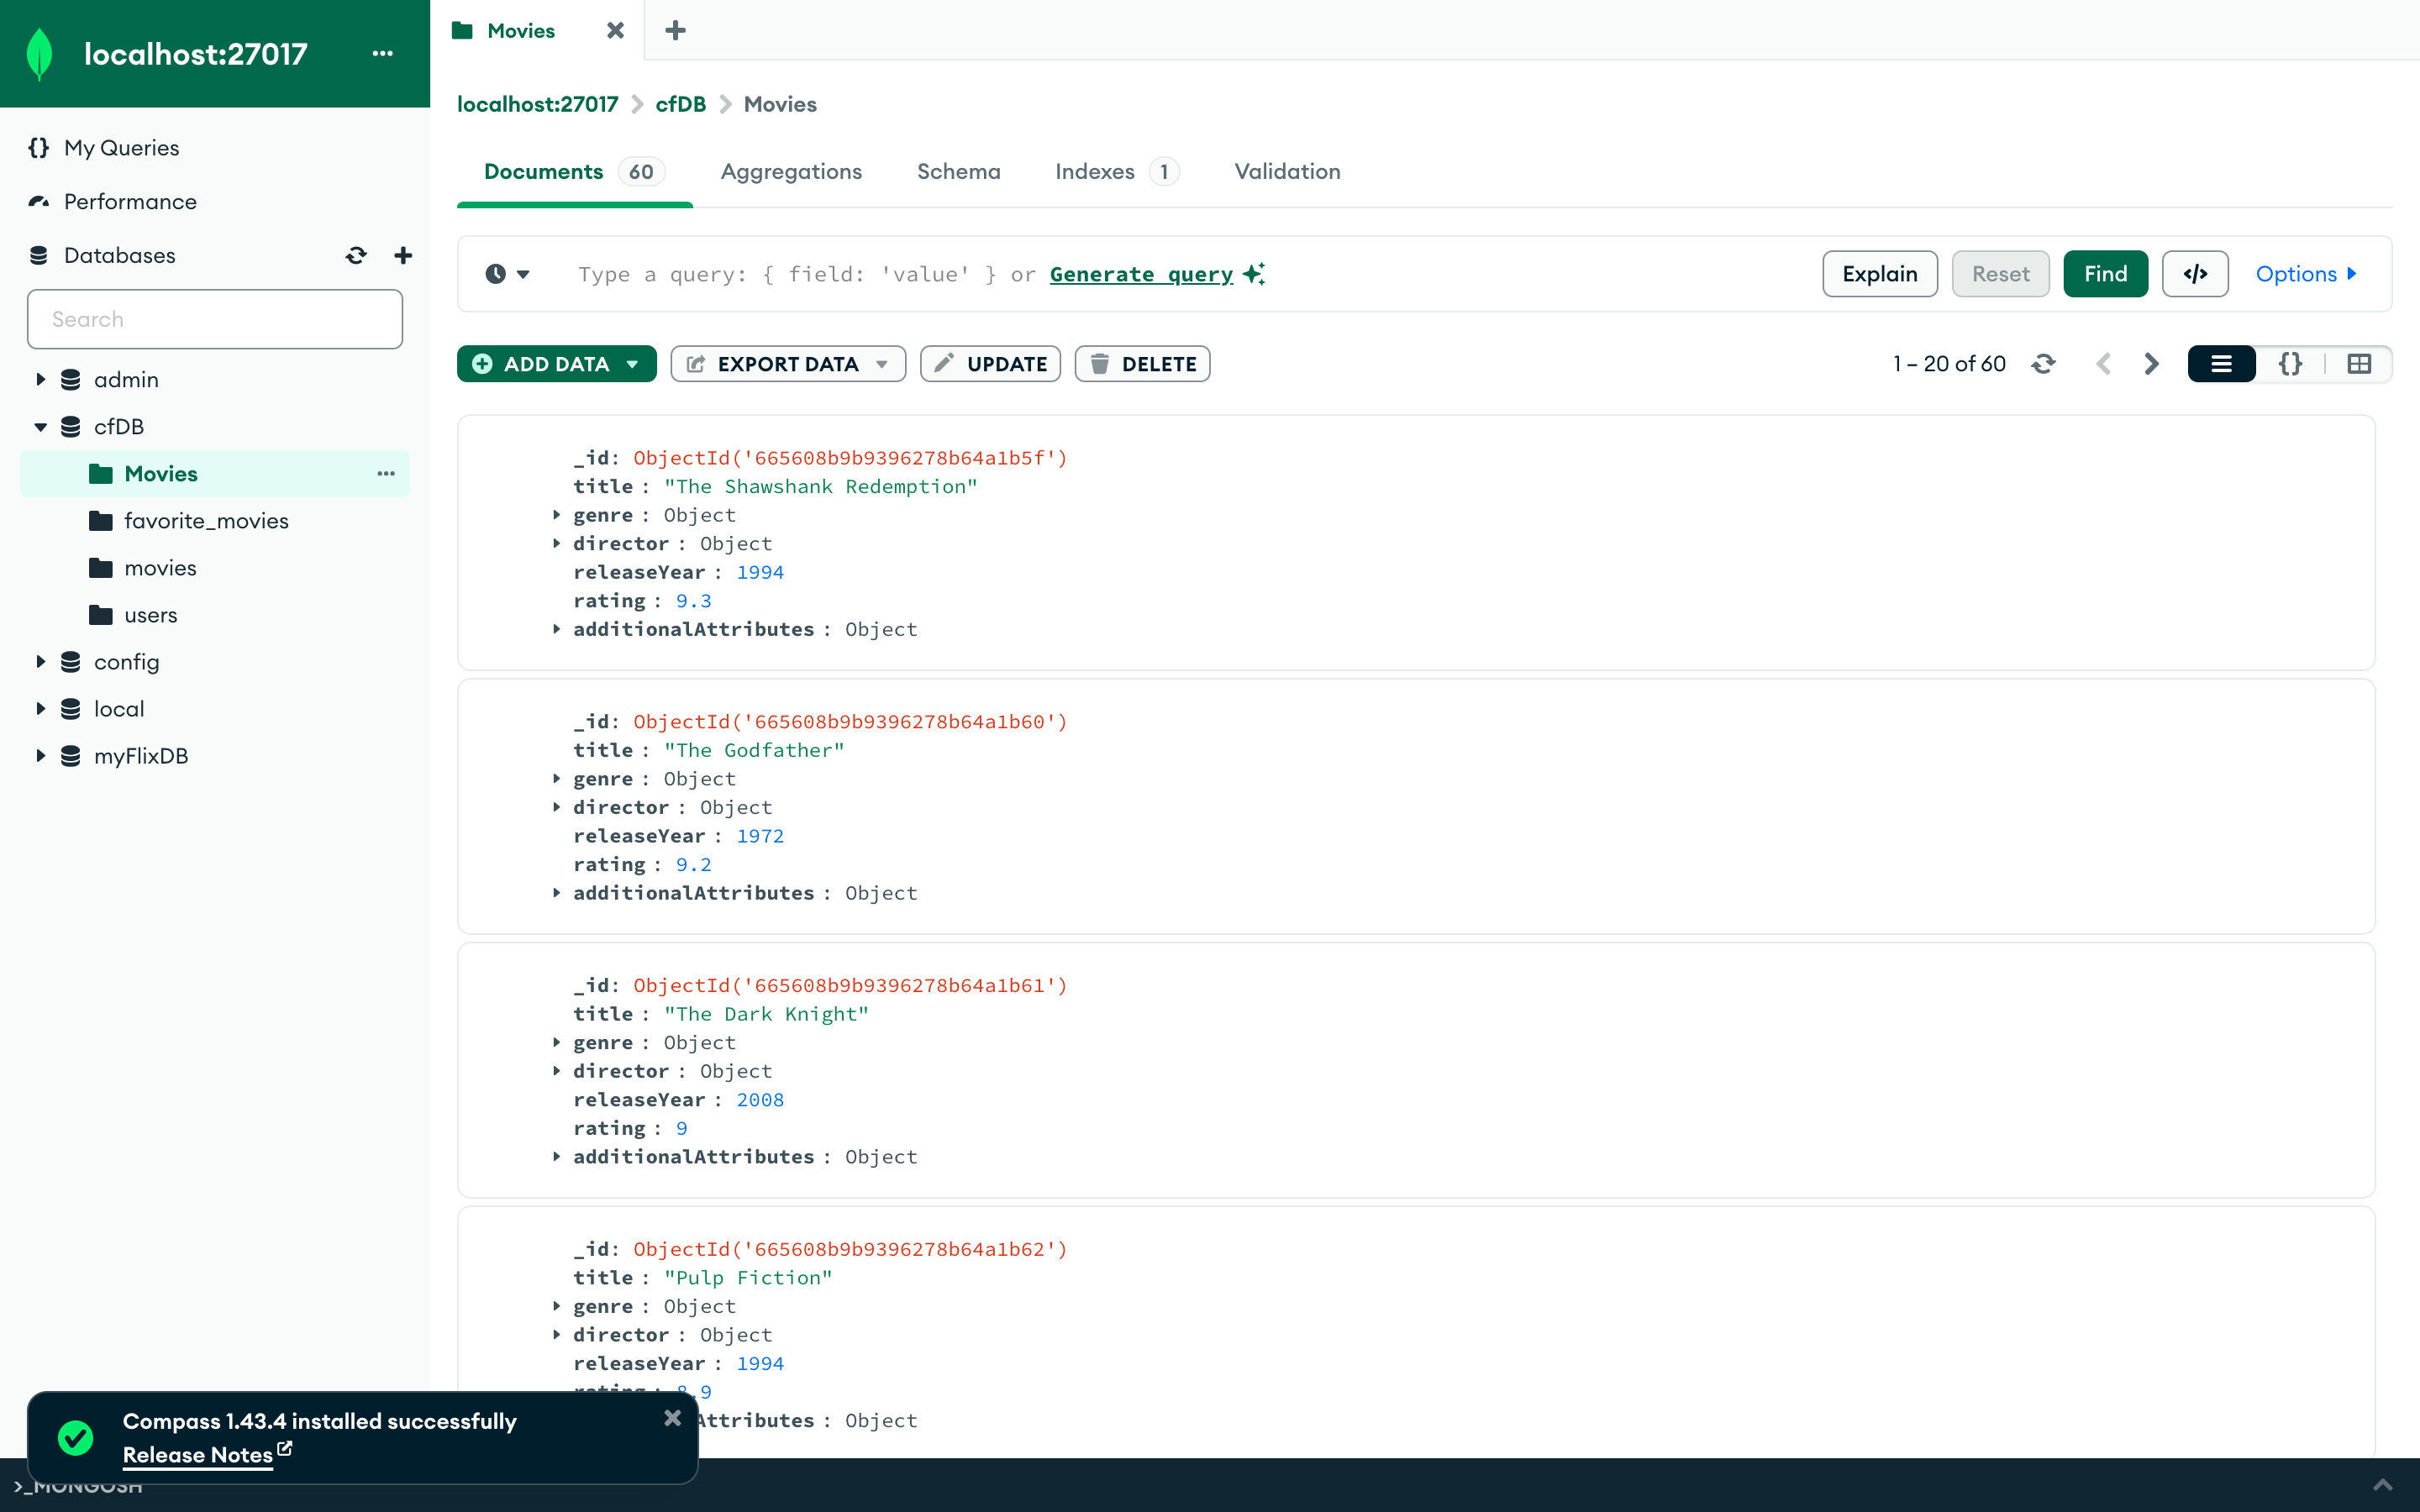 localhost:27017
My Queries
Performance
Databases
Search
admin
cfDB
Movies
favorite_movies
movies
users
config
local
myFlixDB
Movies
localhost:27017 cfDB Movies
Documents 60 Aggregations Schema Indexes 1 Validation
Type a query: { field: 'value' } or Generate query
Explain Reset Find </> Options
ADD DATA EXPORT DATA UPDATE DELETE 1 – 20 of 60 {}
_id: ObjectId('665608b9b9396278b64a1b5f')
title : "The Shawshank Redemption"
genre : Object
director : Object
releaseYear : 1994
rating : 9.3
additionalAttributes : Object
_id: ObjectId('665608b9b9396278b64a1b60')
title : "The Godfather"
genre : Object
director : Object
releaseYear : 1972
rating : 9.2
additionalAttributes : Object
_id: ObjectId('665608b9b9396278b64a1b61')
title : "The Dark Knight"
genre : Object
director : Object
releaseYear : 2008
rating : 9
additionalAttributes : Object
_id: ObjectId('665608b9b9396278b64a1b62')
title : "Pulp Fiction"
genre : Object
director : Object
releaseYear : 1994
rating : 8.9
Attributes : Object
Compass 1.43.4 installed successfully
Release Notes
>_MONGOSH